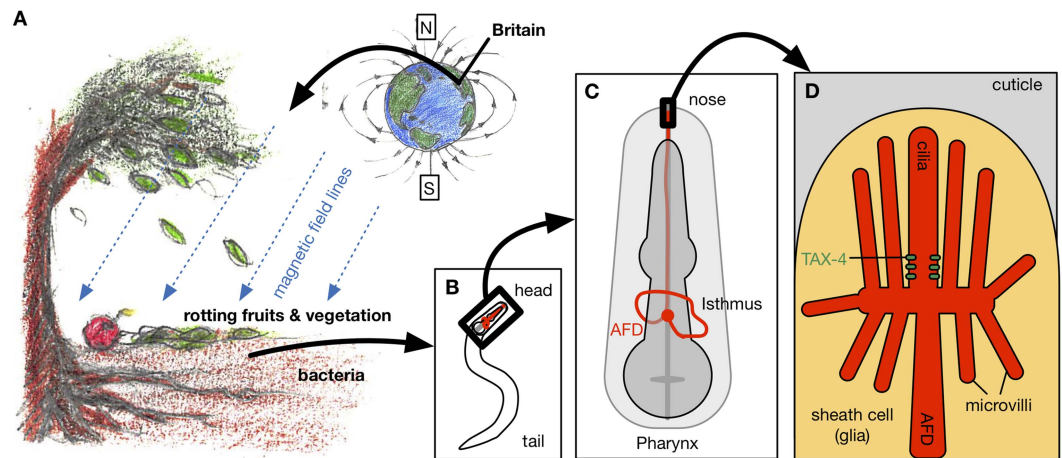 A
N
Britain
S
magnetic field lines
rotting fruits & vegetation
bacteria
B
head
tail
C
nose
Isthmus
AFD
Pharynx
D
cuticle
cilia
TAX-4
microvilli
sheath cell
(glia)
AFD